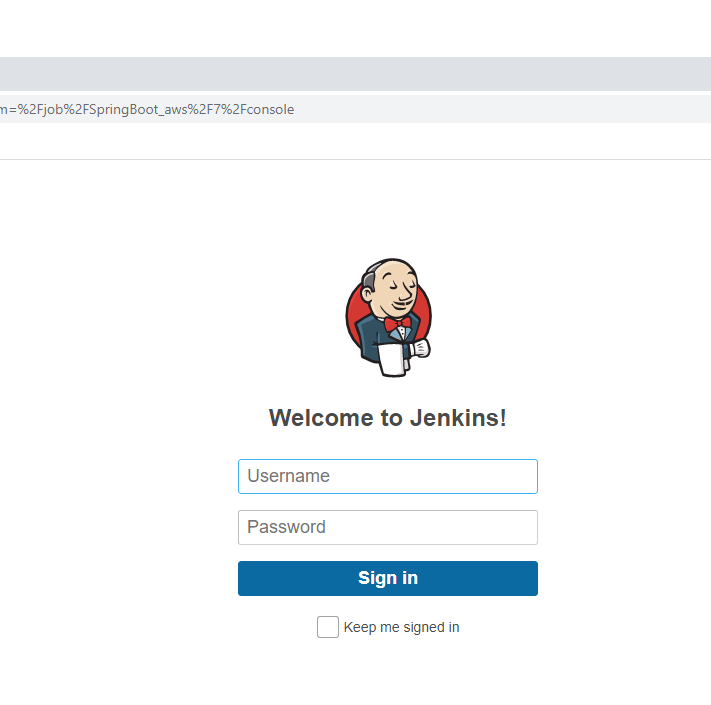 m=%2Fjob%2FSpringBoot_aws%2F7%2Fconsole
Welcome to Jenkins!
Username
Password
Sign in
Keep me signed in